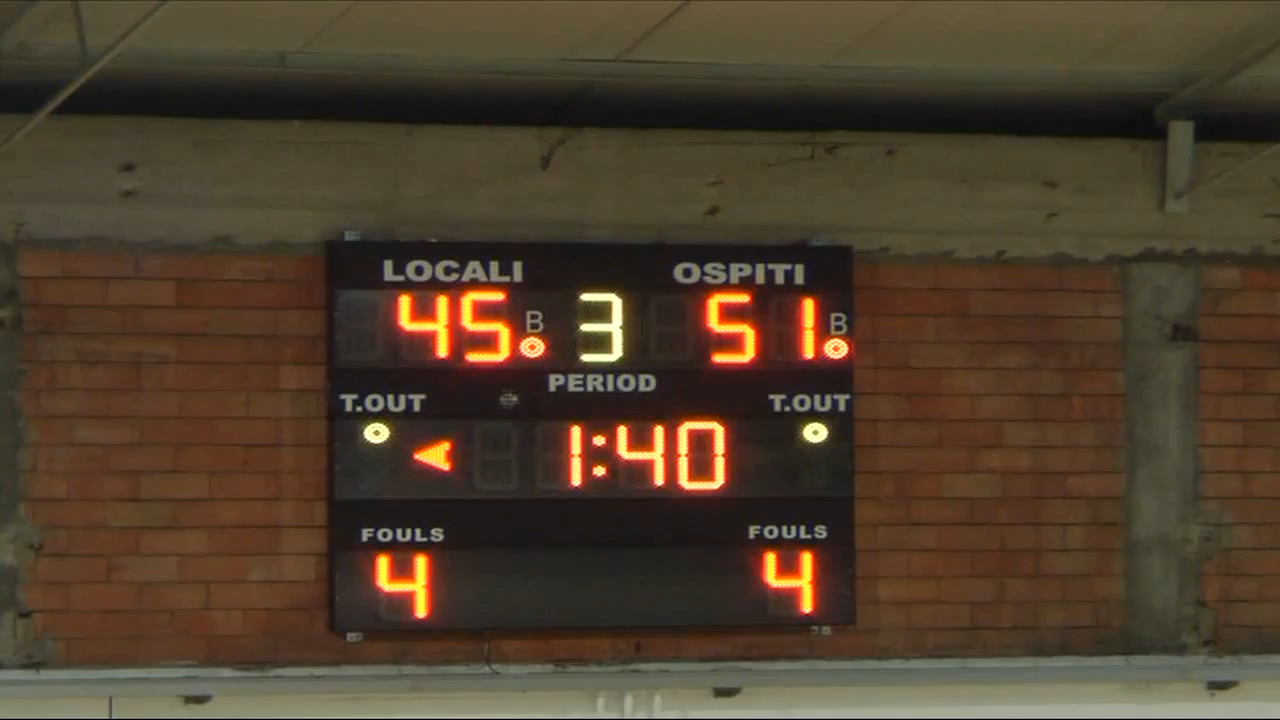 LOCALI OSPITI
45 B 3 51 B
PERIOD
T.OUT T.OUT
1:40
FOULS FOULS
4 4